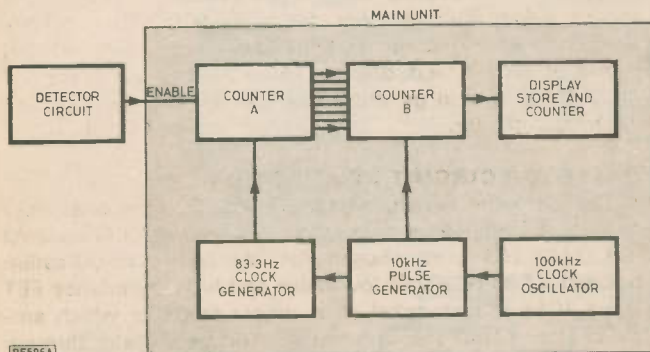 MAIN UNIT
DETECTOR
CIRCUIT
ENABLE
COUNTER
A
COUNTER
B
DISPLAY
STORE AND
COUNTER
83·3Hz
CLOCK
GENERATOR
10kHz
PULSE
GENERATOR
100kHz
CLOCK
OSCILLATOR